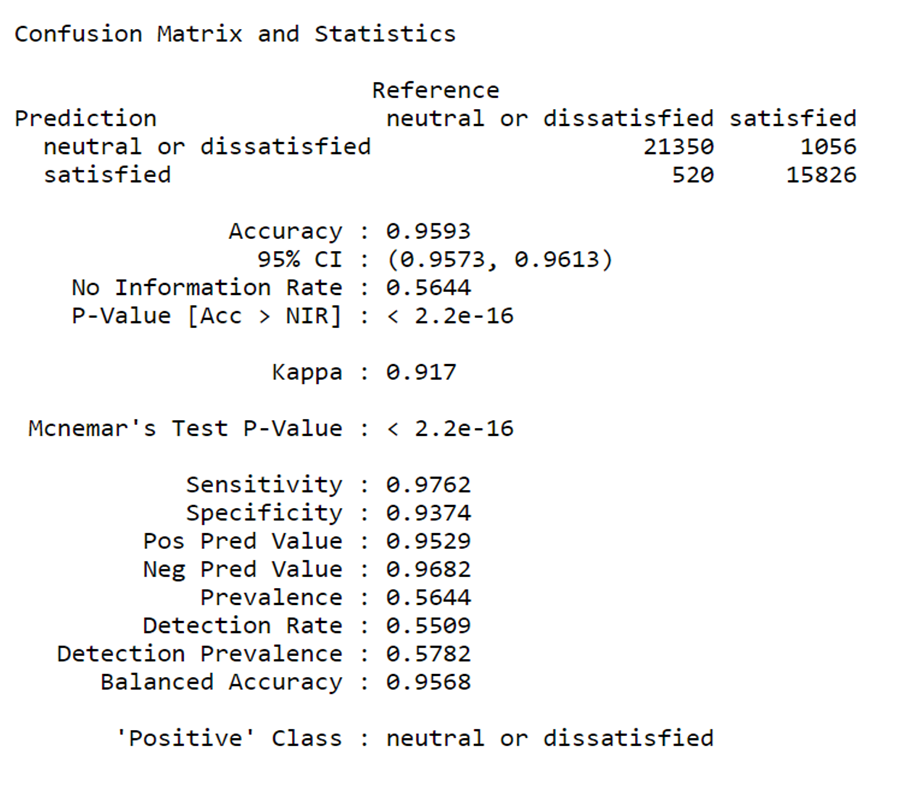 Confusion Matrix and Statistics
Reference
Prediction neutral or dissatisfied satisfied
neutral or dissatisfied 21350 1056
satisfied 520 15826
Accuracy : 0.9593
95% CI : (0.9573, 0.9613)
No Information Rate : 0.5644
P-Value [Acc > NIR] : < 2.2e-16
Kappa : 0.917
Mcnemar's Test P-Value : < 2.2e-16
Sensitivity : 0.9762
Specificity : 0.9374
Pos Pred Value : 0.9529
Neg Pred Value : 0.9682
Prevalence : 0.5644
Detection Rate : 0.5509
Detection Prevalence : 0.5782
Balanced Accuracy : 0.9568
'Positive' Class : neutral or dissatisfied